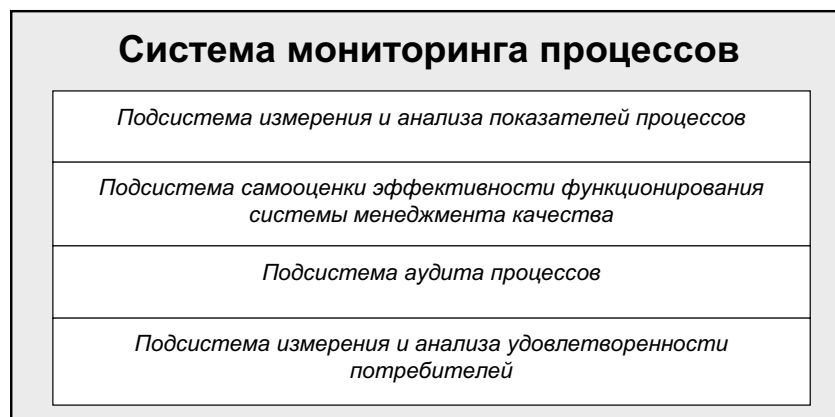 Система мониторинга процессов
Подсистема измерения и анализа показателей процессов
Подсистема самооценки эффективности функционирования
системы менеджмента качества
Подсистема аудита процессов
Подсистема измерения и анализа удовлетворенности
потребителей